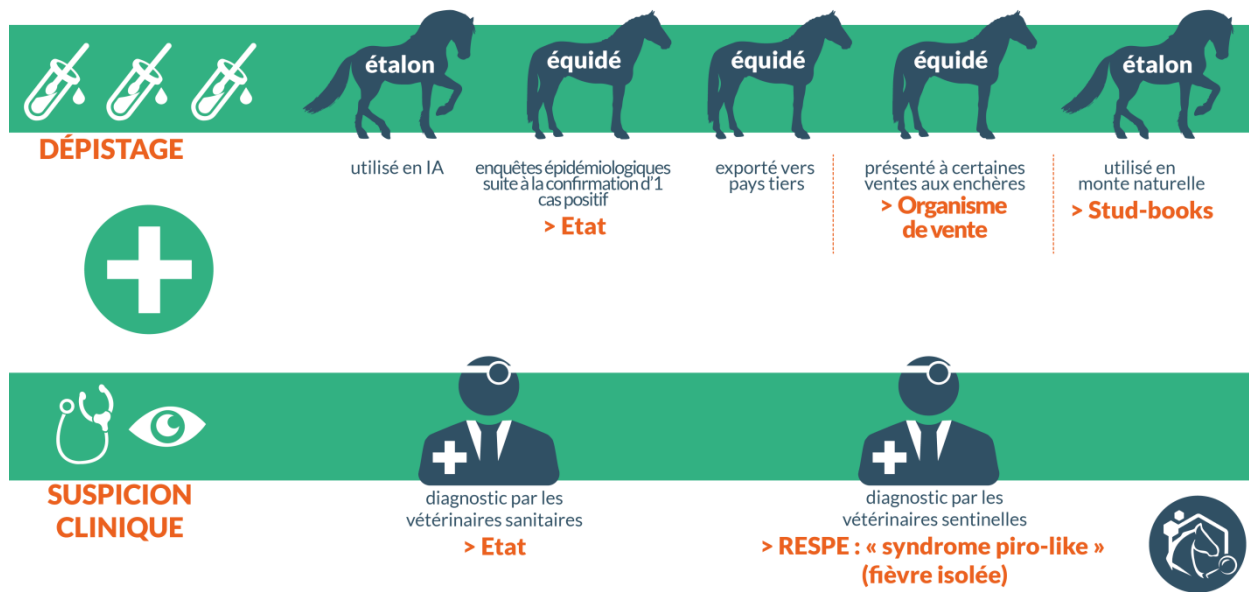 étalon
équidé
équidé
équidé
étalon
DÉPISTAGE
utilisé en IA
enquêtes épidémiologiques
suite à la confirmation d'1
cas positif
> Etat
exporté vers
pays tiers
présenté à certaines
ventes aux enchères
> Organisme
de vente
utilisé en
monte naturelle
> Stud-books
SUSPICION
CLINIQUE
diagnostic par les
vétérinaires sanitaires
> Etat
diagnostic par les
vétérinaires sentinelles
> RESPE : « syndrome piro-like »
(fièvre isolée)